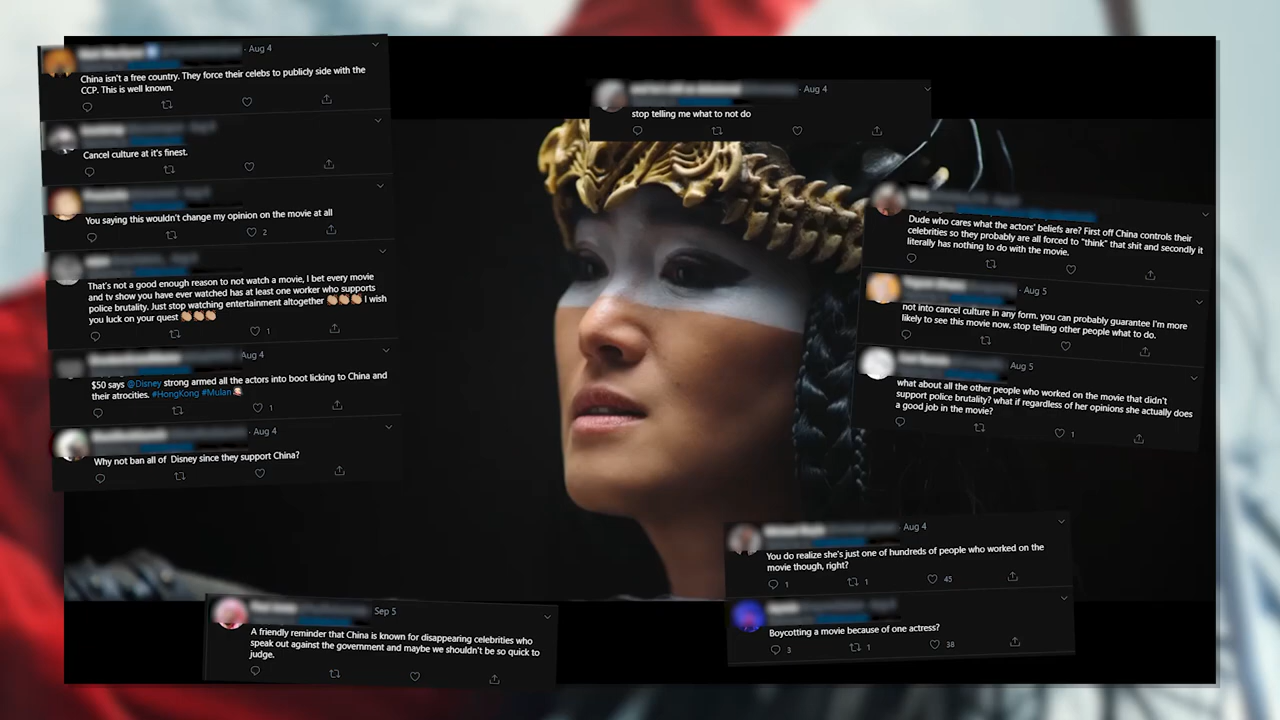 · Aug 4
China isn't a free country. They force their celebs to publicly side with the
CCP. This is well known.
Cancel culture at it's finest.
You saying this wouldn't change my opinion on the movie at all
2
That's not a good enough reason to not watch a movie, I bet every movie
and tv show you have ever watched has at least one worker who supports
police brutality. Just stop watching entertainment altogether 👏🏼👏🏼👏🏼 I wish
you luck on your quest 👏🏼👏🏼👏🏼
1
Aug 4
$50 says @Disney strong armed all the actors into boot licking to China and
their atrocities. #HongKong #Mulan
1
· Aug 4
Why not ban all of Disney since they support China?
Sep 5
A friendly reminder that China is known for disappearing celebrities who
speak out against the government and maybe we shouldn't be so quick to
judge.
· Aug 4
stop telling me what to not do
Dude who cares what the actors' beliefs are? First off China controls their
celebrities so they probably are all forced to "think" that shit and secondly it
literally has nothing to do with the movie.
· Aug 5
not into cancel culture in any form. you can probably guarantee I'm more
likely to see this movie now. stop telling other people what to do.
Aug 5
what about all the other people who worked on the movie that didn't
support police brutality? what if regardless of her opinions she actually does
a good job in the movie?
1
Aug 4
You do realize she's just one of hundreds of people who worked on the
movie though, right?
1 1 45
Boycotting a movie because of one actress?
3 1 38